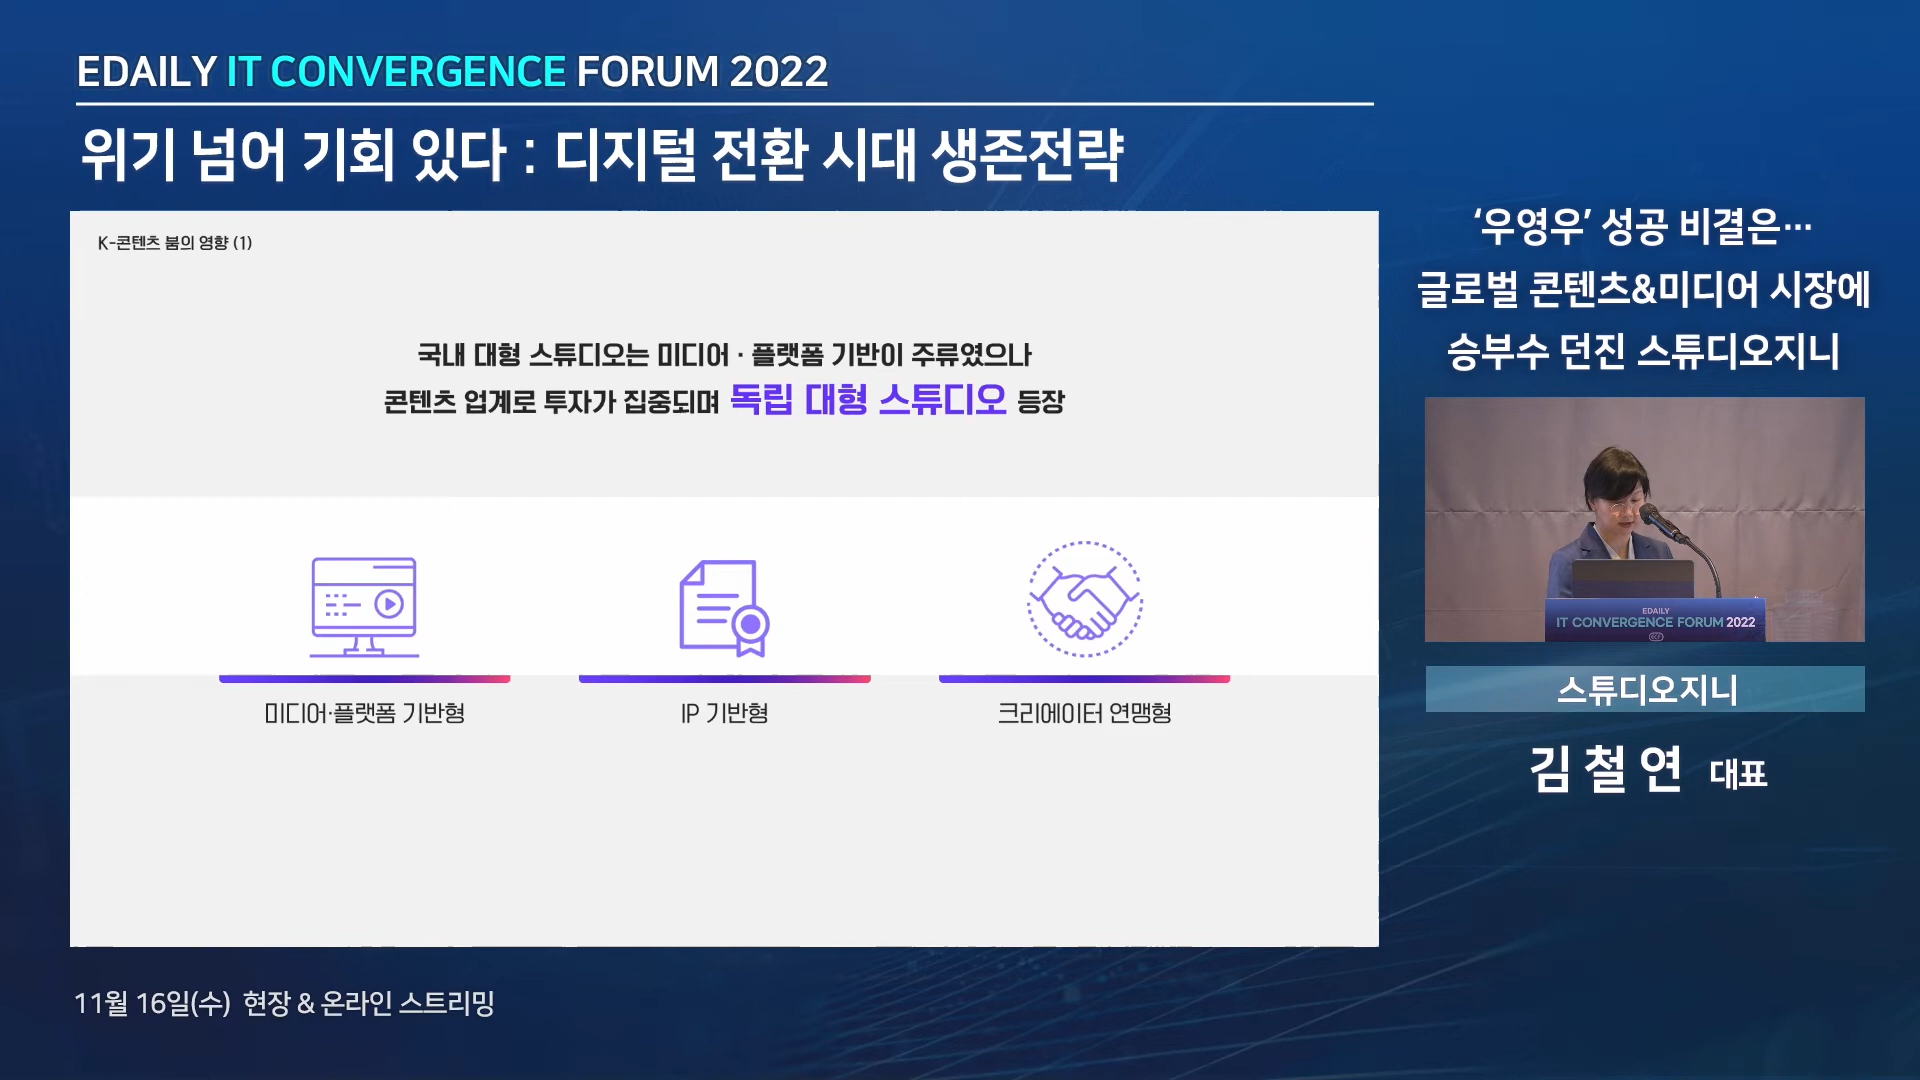 EDAILY IT CONVERGENCE FORUM 2022
위기 넘어 기회 있다 : 디지털 전환 시대 생존전략
K-콘텐츠 붐의 영향 (1)
국내 대형 스튜디오는 미디어 · 플랫폼 기반이 주류였으나
콘텐츠 업계로 투자가 집중되며 독립 대형 스튜디오 등장
미디어·플랫폼 기반형
IP 기반형
크리에이터 연맹형
‘우영우’ 성공 비결은…
글로벌 콘텐츠&미디어 시장에
승부수 던진 스튜디오지니
EDAILY
IT CONVERGENCE FORUM 2022
스튜디오지니
김철연 대표
11월 16일(수) 현장 & 온라인 스트리밍